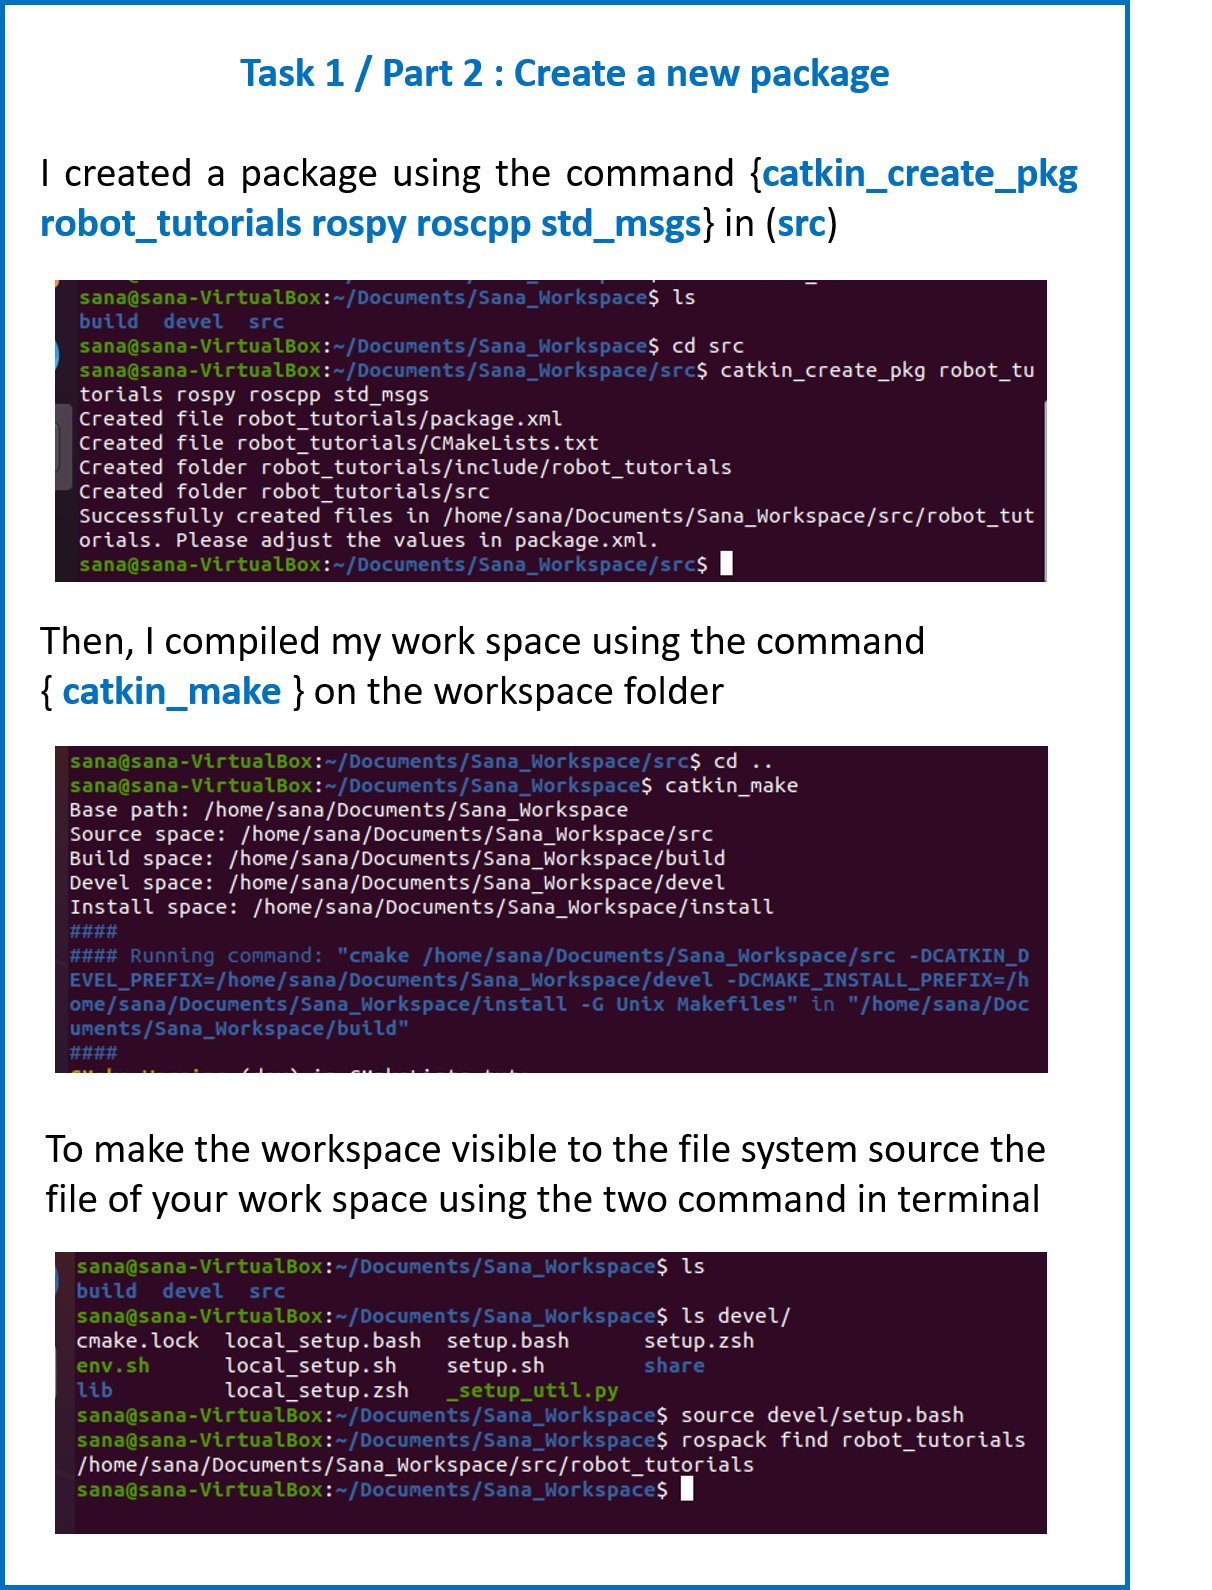 Task 1 / Part 2 : Create a new package
I created a package using the command {catkin_create_pkg
robot_tutorials rospy roscpp std_msgs} in (src)
sana@sana-VirtualBox:~/Documents/Sana_Workspace$ ls
build  devel  src
sana@sana-VirtualBox:~/Documents/Sana_Workspace$ cd src
sana@sana-VirtualBox:~/Documents/Sana_Workspace/src$ catkin_create_pkg robot_tu
torials rospy roscpp std_msgs
Created file robot_tutorials/package.xml
Created file robot_tutorials/CMakeLists.txt
Created folder robot_tutorials/include/robot_tutorials
Created folder robot_tutorials/src
Successfully created files in /home/sana/Documents/Sana_Workspace/src/robot_tut
orials. Please adjust the values in package.xml.
sana@sana-VirtualBox:~/Documents/Sana_Workspace/src$
Then, I compiled my work space using the command
{ catkin_make } on the workspace folder
sana@sana-VirtualBox:~/Documents/Sana_Workspace/src$ cd ..
sana@sana-VirtualBox:~/Documents/Sana_Workspace$ catkin_make
Base path: /home/sana/Documents/Sana_Workspace
Source space: /home/sana/Documents/Sana_Workspace/src
Build space: /home/sana/Documents/Sana_Workspace/build
Devel space: /home/sana/Documents/Sana_Workspace/devel
Install space: /home/sana/Documents/Sana_Workspace/install
####
#### Running command: "cmake /home/sana/Documents/Sana_Workspace/src -DCATKIN_D
EVEL_PREFIX=/home/sana/Documents/Sana_Workspace/devel -DCMAKE_INSTALL_PREFIX=/h
ome/sana/Documents/Sana_Workspace/install -G Unix Makefiles" in "/home/sana/Doc
uments/Sana_Workspace/build"
####
To make the workspace visible to the file system source the
file of your work space using the two command in terminal
sana@sana-VirtualBox:~/Documents/Sana_Workspace$ ls
build  devel  src
sana@sana-VirtualBox:~/Documents/Sana_Workspace$ ls devel/
cmake.lock  local_setup.bash  setup.bash  setup.zsh
env.sh  local_setup.sh  setup.sh  share
lib  local_setup.zsh  _setup_util.py
sana@sana-VirtualBox:~/Documents/Sana_Workspace$ source devel/setup.bash
sana@sana-VirtualBox:~/Documents/Sana_Workspace$ rospack find robot_tutorials
/home/sana/Documents/Sana_Workspace/src/robot_tutorials
sana@sana-VirtualBox:~/Documents/Sana_Workspace$